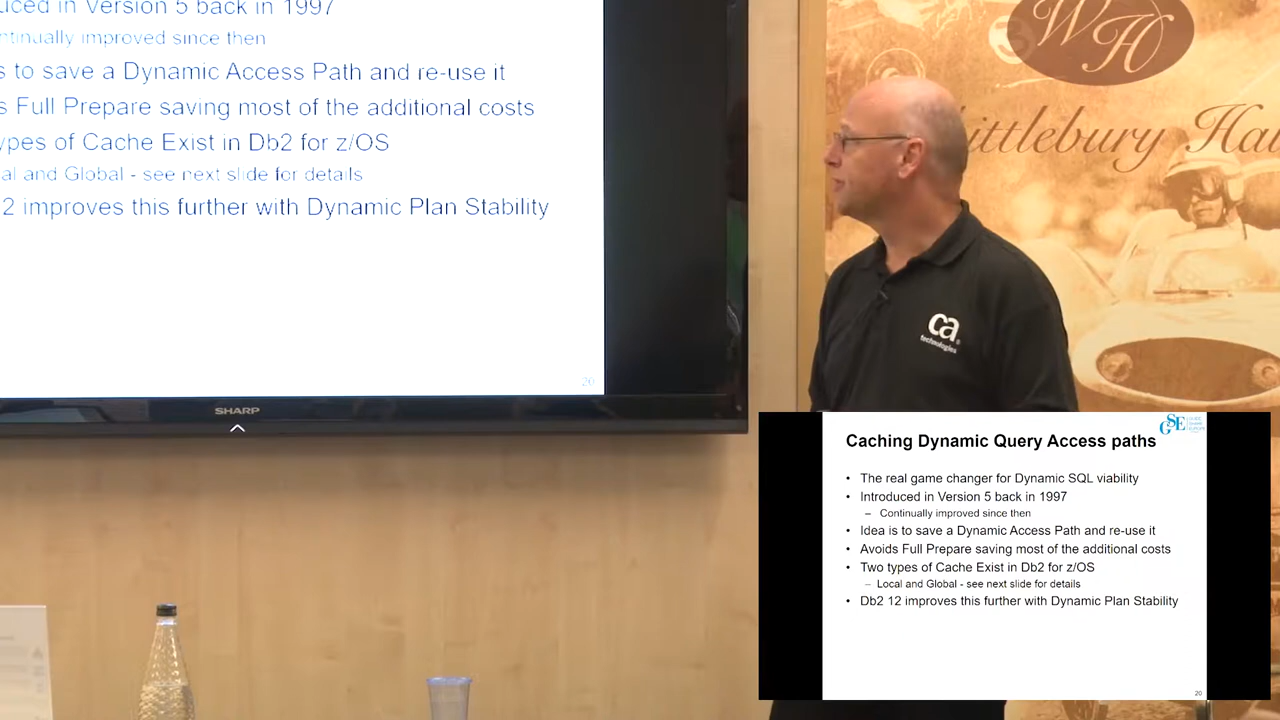 uced in Version 5 back in 1997
ntinually improved since then
s to save a Dynamic Access Path and re-use it
s Full Prepare saving most of the additional costs
ypes of Cache Exist in Db2 for z/OS
al and Global - see next slide for details
2 improves this further with Dynamic Plan Stability
20
SHARP
3
WH
ittlebury Hal
ca
technologies
GSE
Caching Dynamic Query Access paths
• The real game changer for Dynamic SQL viability
• Introduced in Version 5 back in 1997
– Continually improved since then
• Idea is to save a Dynamic Access Path and re-use it
• Avoids Full Prepare saving most of the additional costs
• Two types of Cache Exist in Db2 for z/OS
– Local and Global - see next slide for details
• Db2 12 improves this further with Dynamic Plan Stability
20